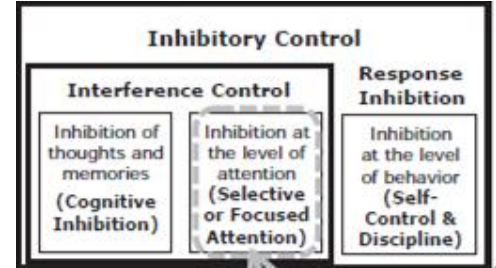 Inhibitory Control
Interference Control
Inhibition of
thoughts and
memories
(Cognitive
Inhibition)
Inhibition at
the level of
attention
(Selective
or Focused
Attention)
Response
Inhibition
Inhibition
at the level
of behavior
(Self-
Control &
Discipline)